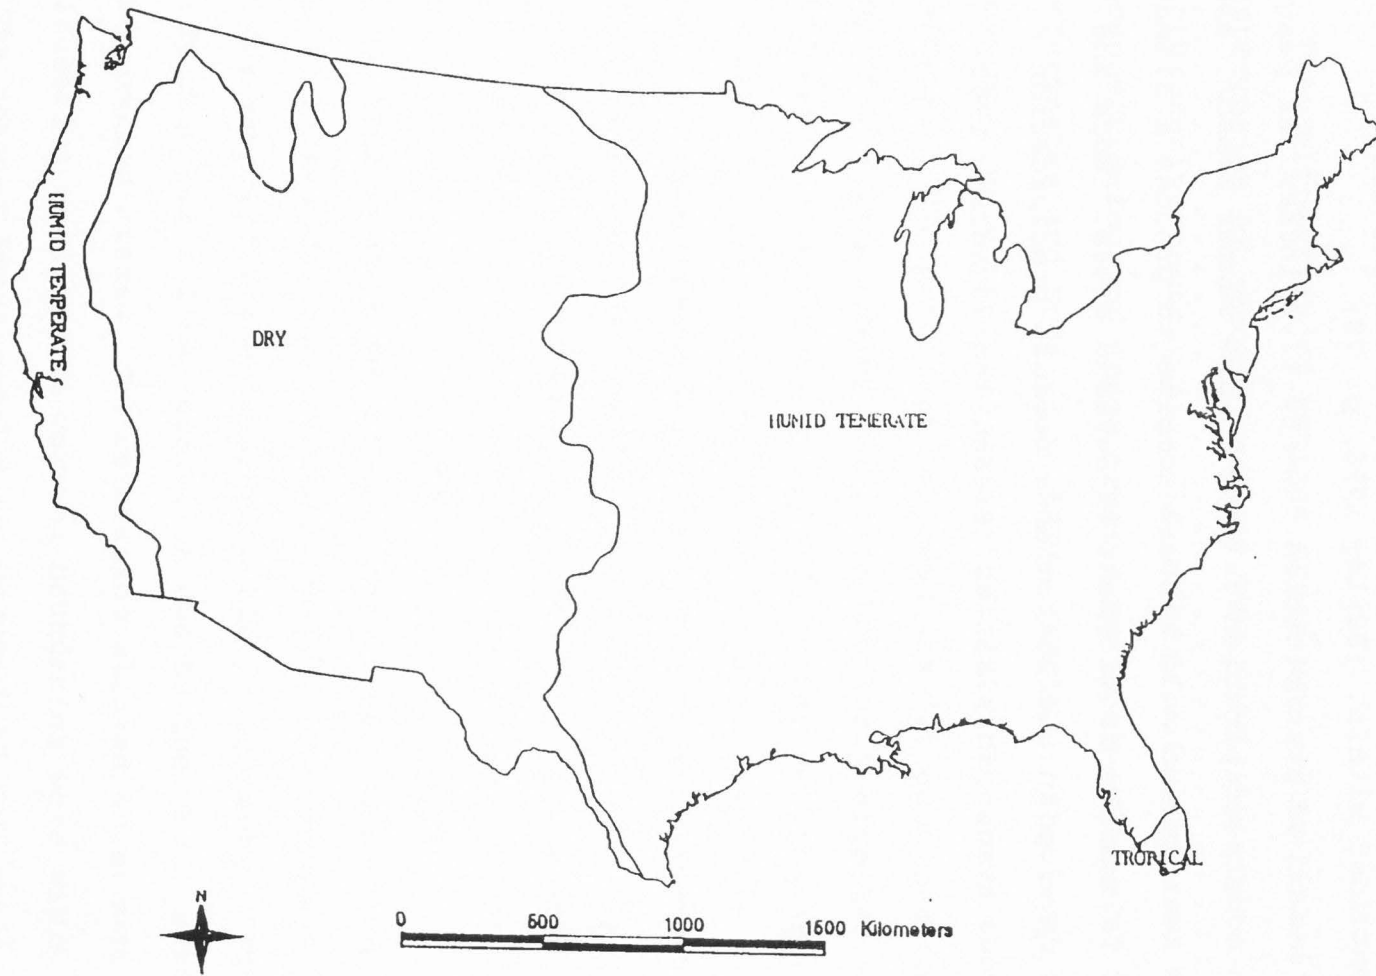 HUMID TEMPERATE
DRY
HUMID TEMERATE
TROPICAL
N
0 500 1000 1500 Kilometers